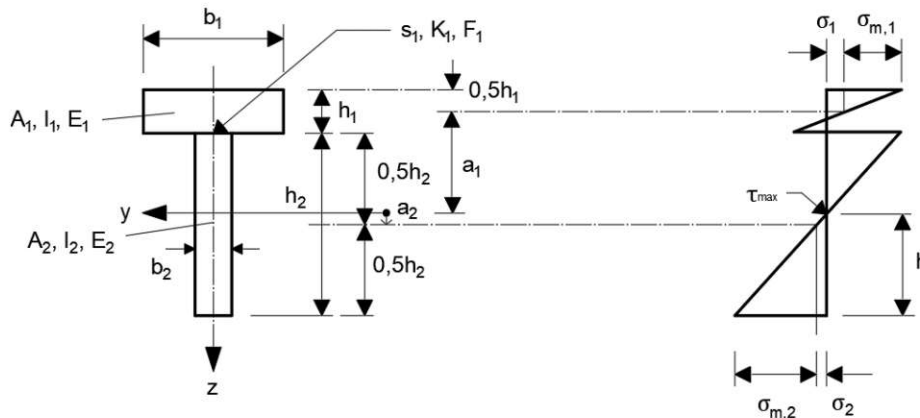 b₁
s₁, K₁, F₁
σ₁
σₘ,₁
0,5h₁
A₁, I₁, E₁
h₁
a₁
0,5h₂
h₂
y
a₂
τmax
A₂, I₂, E₂
b₂
0,5h₂
h
z
σₘ,₂
σ₂